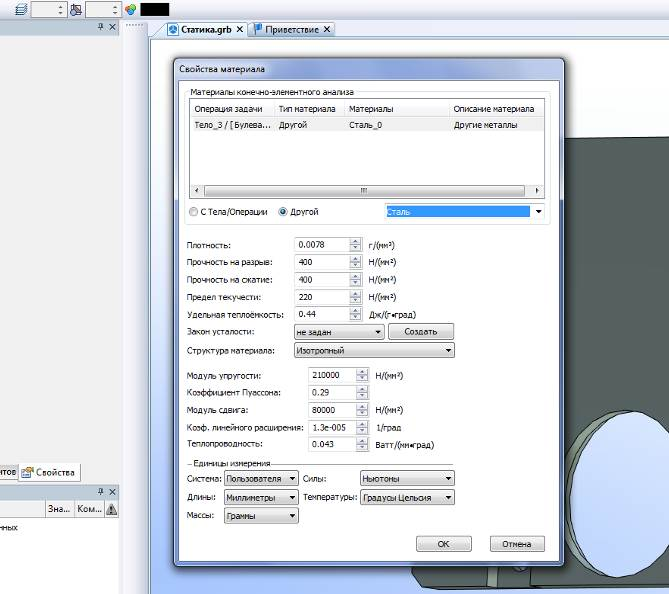 Статика.grb
Приветствие
Свойства материала
Материалы конечно-элементного анализа
Операция задачи Тип материала Материалы Описание материала
Тело_3 / [ Булева... Другой Сталь_0 Другие металлы
С Тела/Операции Другой Сталь
Плотность: 0.0078 г/(мм³)
Прочность на разрыв: 400 Н/(мм²)
Прочность на сжатие: 400 Н/(мм²)
Предел текучести: 220 Н/(мм²)
Удельная теплоёмкость: 0.44 Дж/(г•град)
Закон усталости: не задан Создать
Структура материала: Изотропный
Модуль упругости: 210000 Н/(мм²)
Коэффициент Пуассона: 0.29
Модуль сдвига: 80000 Н/(мм²)
Коэф. линейного расширения: 1.3e-005 1/град
Теплопроводность: 0.043 Ватт/(мм•град)
Единицы измерения
Система: Пользователя Силы: Ньютоны
Длины: Миллиметры Температуры: Градусы Цельсия
Массы: Граммы
OK Отмена
нтов Свойства
Зна... Ком...
нных